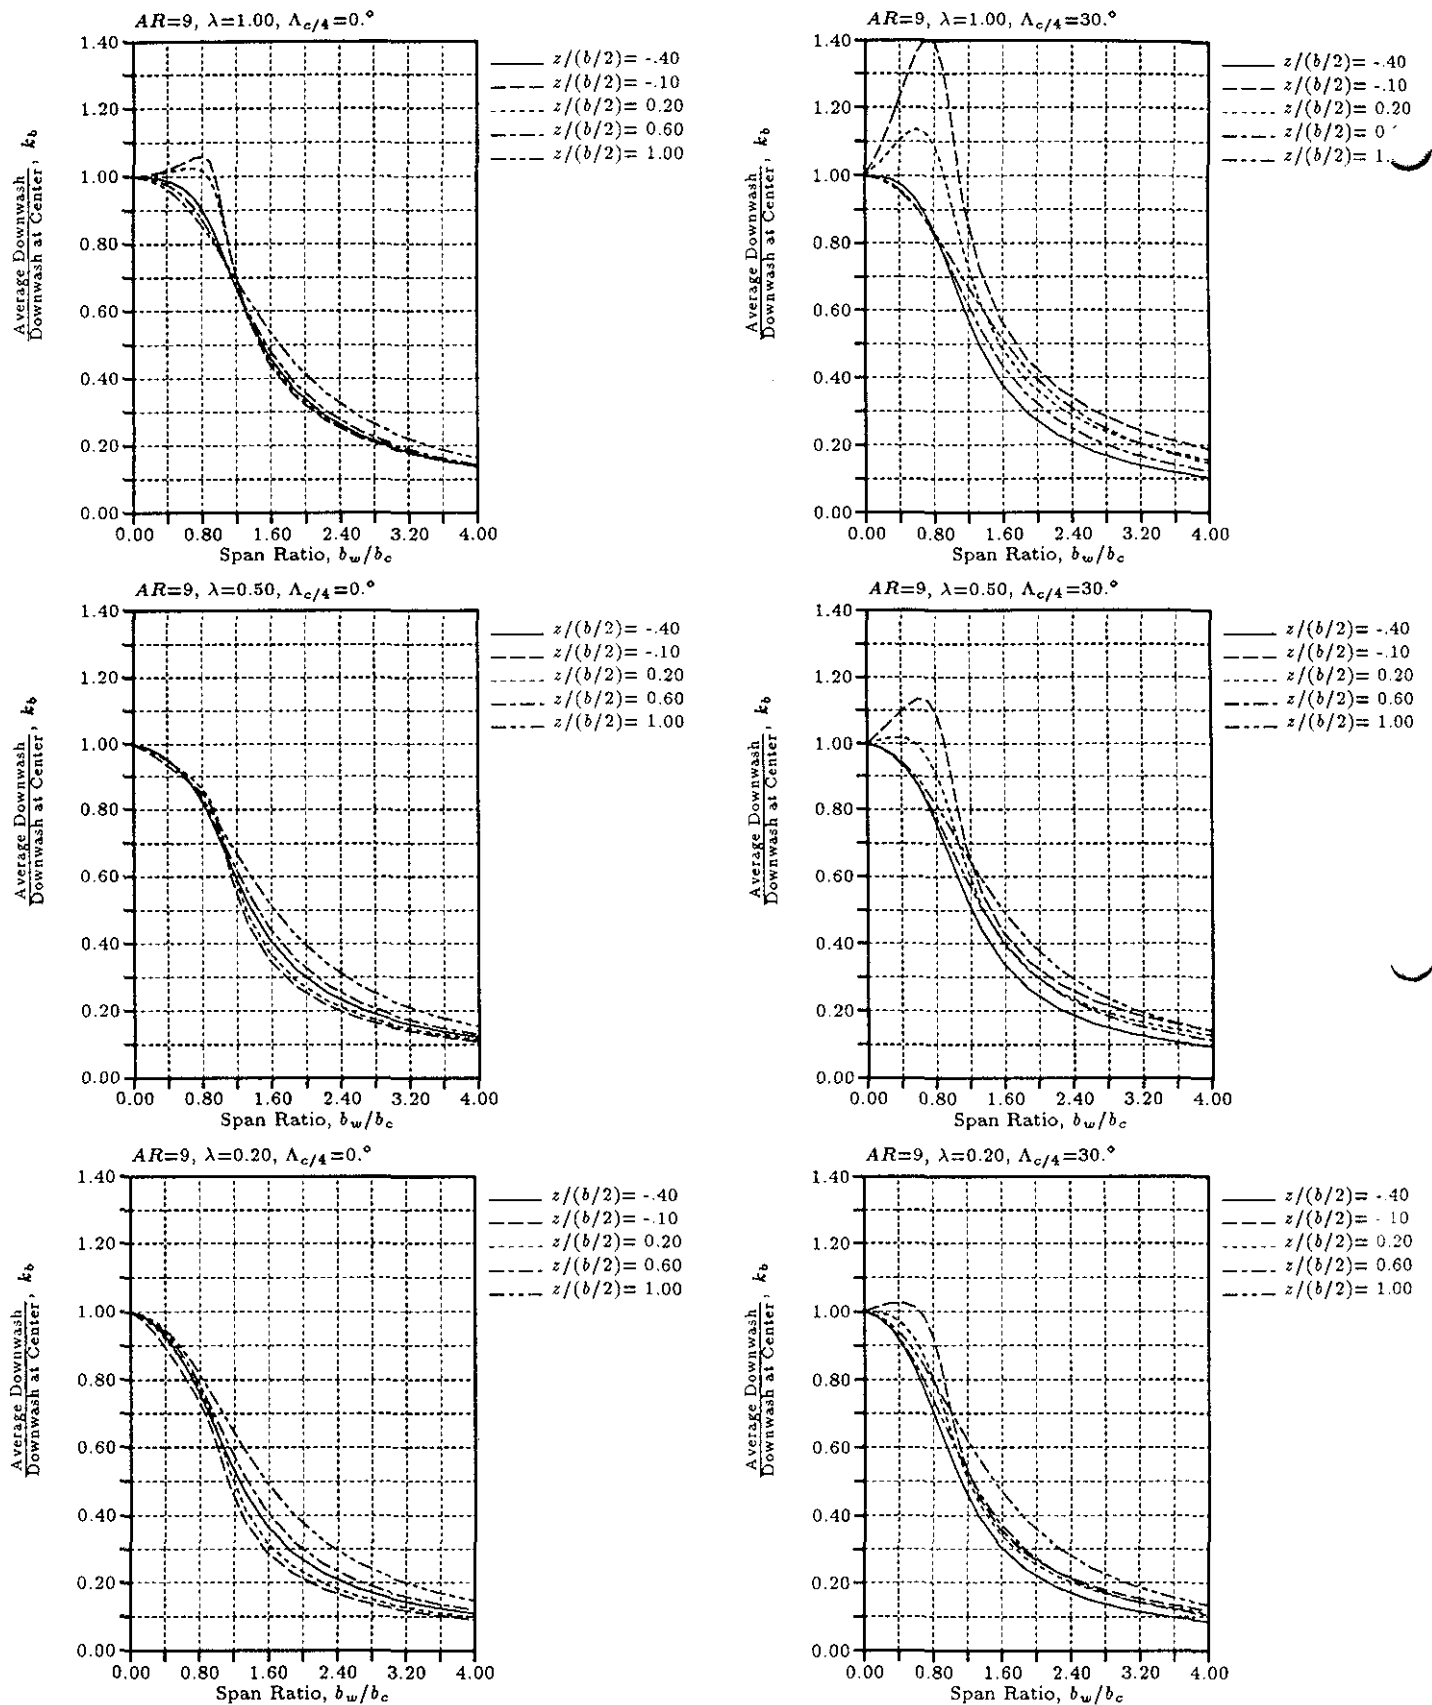 AR=9, λ=1.00, Λc/4=0.°
1.40
1.20
1.00
0.80
0.60
0.40
0.20
0.00
0.00 0.80 1.60 2.40 3.20 4.00
Span Ratio, bw/bc
Average Downwash
Downwash at Center, kb
z/(b/2)= -.40
z/(b/2)= -.10
z/(b/2)= 0.20
z/(b/2)= 0.60
z/(b/2)= 1.00
AR=9, λ=1.00, Λc/4=30.°
1.40
1.20
1.00
0.80
0.60
0.40
0.20
0.00
0.00 0.80 1.60 2.40 3.20 4.00
Span Ratio, bw/bc
Average Downwash
Downwash at Center, kb
z/(b/2)= -.40
z/(b/2)= -.10
z/(b/2)= 0.20
z/(b/2)=
z/(b/2)=
AR=9, λ=0.50, Λc/4=0.°
1.40
1.20
1.00
0.80
0.60
0.40
0.20
0.00
0.00 0.80 1.60 2.40 3.20 4.00
Span Ratio, bw/bc
Average Downwash
Downwash at Center, kb
z/(b/2)= -.40
z/(b/2)= -.10
z/(b/2)= 0.20
z/(b/2)= 0.60
z/(b/2)= 1.00
AR=9, λ=0.50, Λc/4=30.°
1.40
1.20
1.00
0.80
0.60
0.40
0.20
0.00
0.00 0.80 1.60 2.40 3.20 4.00
Span Ratio, bw/bc
Average Downwash
Downwash at Center, kb
z/(b/2)= -.40
z/(b/2)= -.10
z/(b/2)= 0.20
z/(b/2)= 0.60
z/(b/2)= 1.00
AR=9, λ=0.20, Λc/4=0.°
1.40
1.20
1.00
0.80
0.60
0.40
0.20
0.00
0.00 0.80 1.60 2.40 3.20 4.00
Span Ratio, bw/bc
Average Downwash
Downwash at Center, kb
z/(b/2)= -.40
z/(b/2)= -.10
z/(b/2)= 0.20
z/(b/2)= 0.60
z/(b/2)= 1.00
AR=9, λ=0.20, Λc/4=30.°
1.40
1.20
1.00
0.80
0.60
0.40
0.20
0.00
0.00 0.80 1.60 2.40 3.20 4.00
Span Ratio, bw/bc
Average Downwash
Downwash at Center, kb
z/(b/2)= -.40
z/(b/2)= -.10
z/(b/2)= 0.20
z/(b/2)= 0.60
z/(b/2)= 1.00